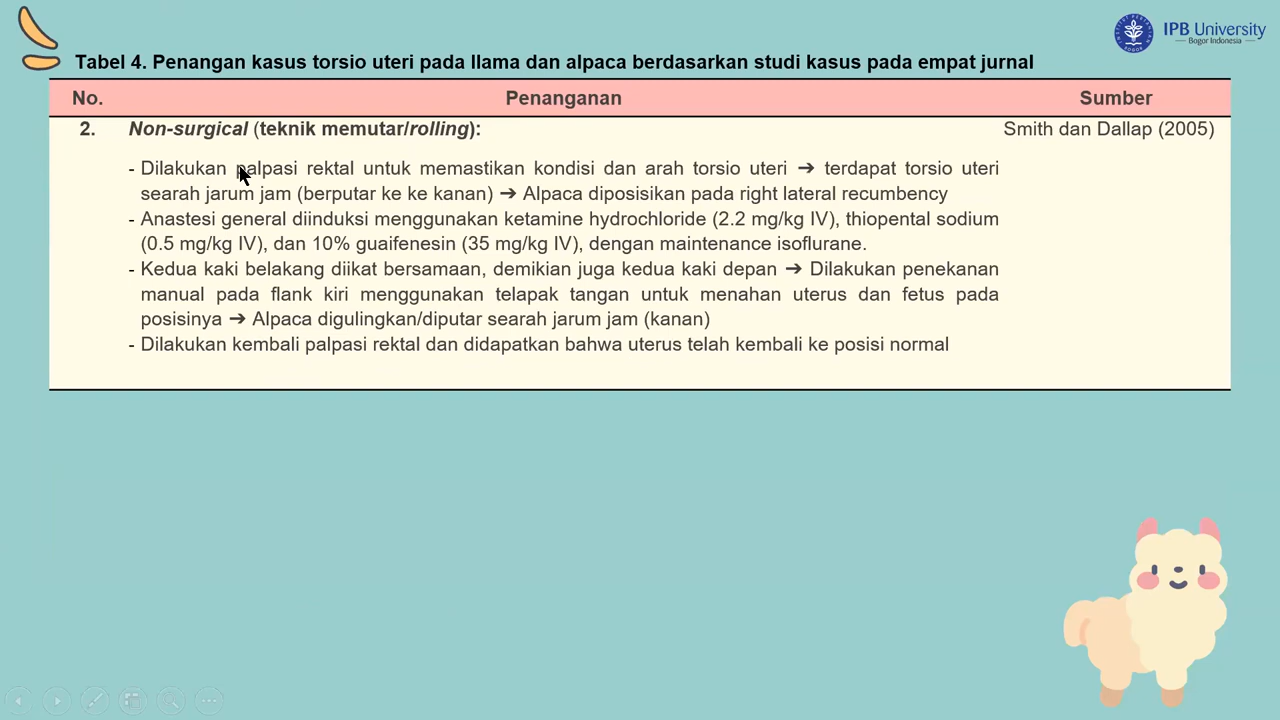 IPB University
Bogor Indonesia
Tabel 4. Penangan kasus torsio uteri pada llama dan alpaca berdasarkan studi kasus pada empat jurnal
No. Penanganan Sumber
2. Non-surgical (teknik memutar/rolling): Smith dan Dallap (2005)
- Dilakukan palpasi rektal untuk memastikan kondisi dan arah torsio uteri ➔ terdapat torsio uteri
searah jarum jam (berputar ke ke kanan) ➔ Alpaca diposisikan pada right lateral recumbency
- Anastesi general diinduksi menggunakan ketamine hydrochloride (2.2 mg/kg IV), thiopental sodium
(0.5 mg/kg IV), dan 10% guaifenesin (35 mg/kg IV), dengan maintenance isoflurane.
- Kedua kaki belakang diikat bersamaan, demikian juga kedua kaki depan ➔ Dilakukan penekanan
manual pada flank kiri menggunakan telapak tangan untuk menahan uterus dan fetus pada
posisinya ➔ Alpaca digulingkan/diputar searah jarum jam (kanan)
- Dilakukan kembali palpasi rektal dan didapatkan bahwa uterus telah kembali ke posisi normal